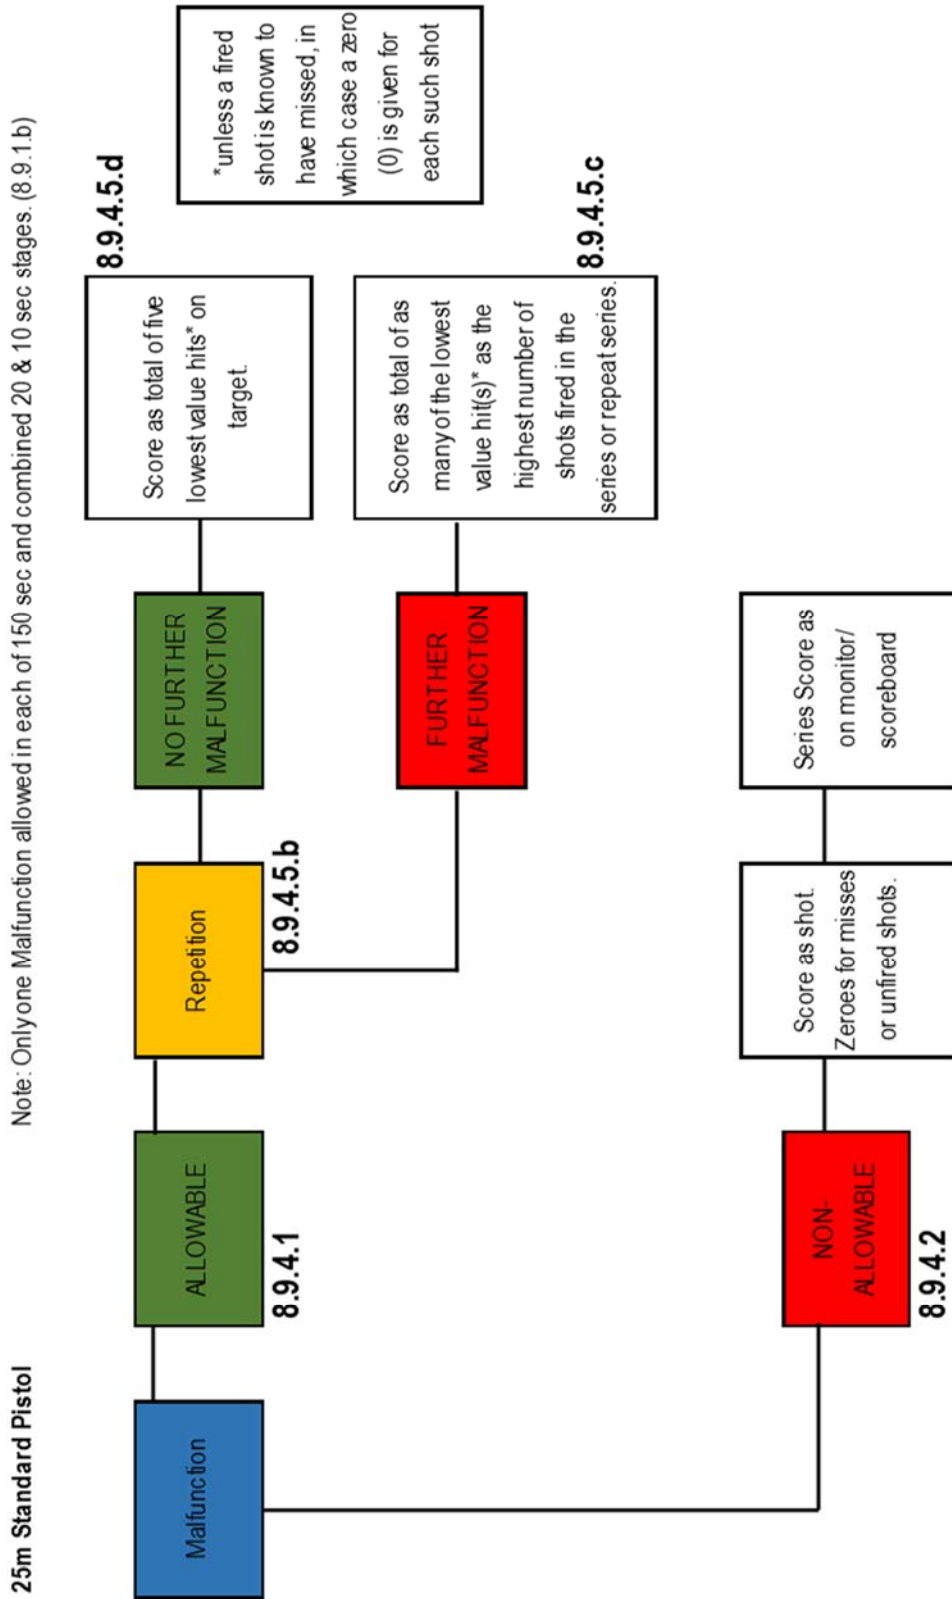 25m Standard Pistol
Note: Only one Malfunction allowed in each of 150 sec and combined 20 & 10 sec stages. (8.9.1.b)
Malfunction
ALLOWABLE
8.9.4.1
Repetition
8.9.4.5.b
NO FURTHER
MALFUNCTION
Score as total of five
lowest value hits* on
target.
8.9.4.5.d
*unless a fired
shot is known to
have missed, in
which case a zero
(0) is given for
each such shot
FURTHER
MALFUNCTION
Score as total of as
many of the lowest
value hit(s)* as the
highest number of
shots fired in the
series or repeat series.
8.9.4.5.c
NON-
ALLOWABLE
8.9.4.2
Score as shot.
Zeroes for misses
or unfired shots.
Series Score as
on monitor/
scoreboard